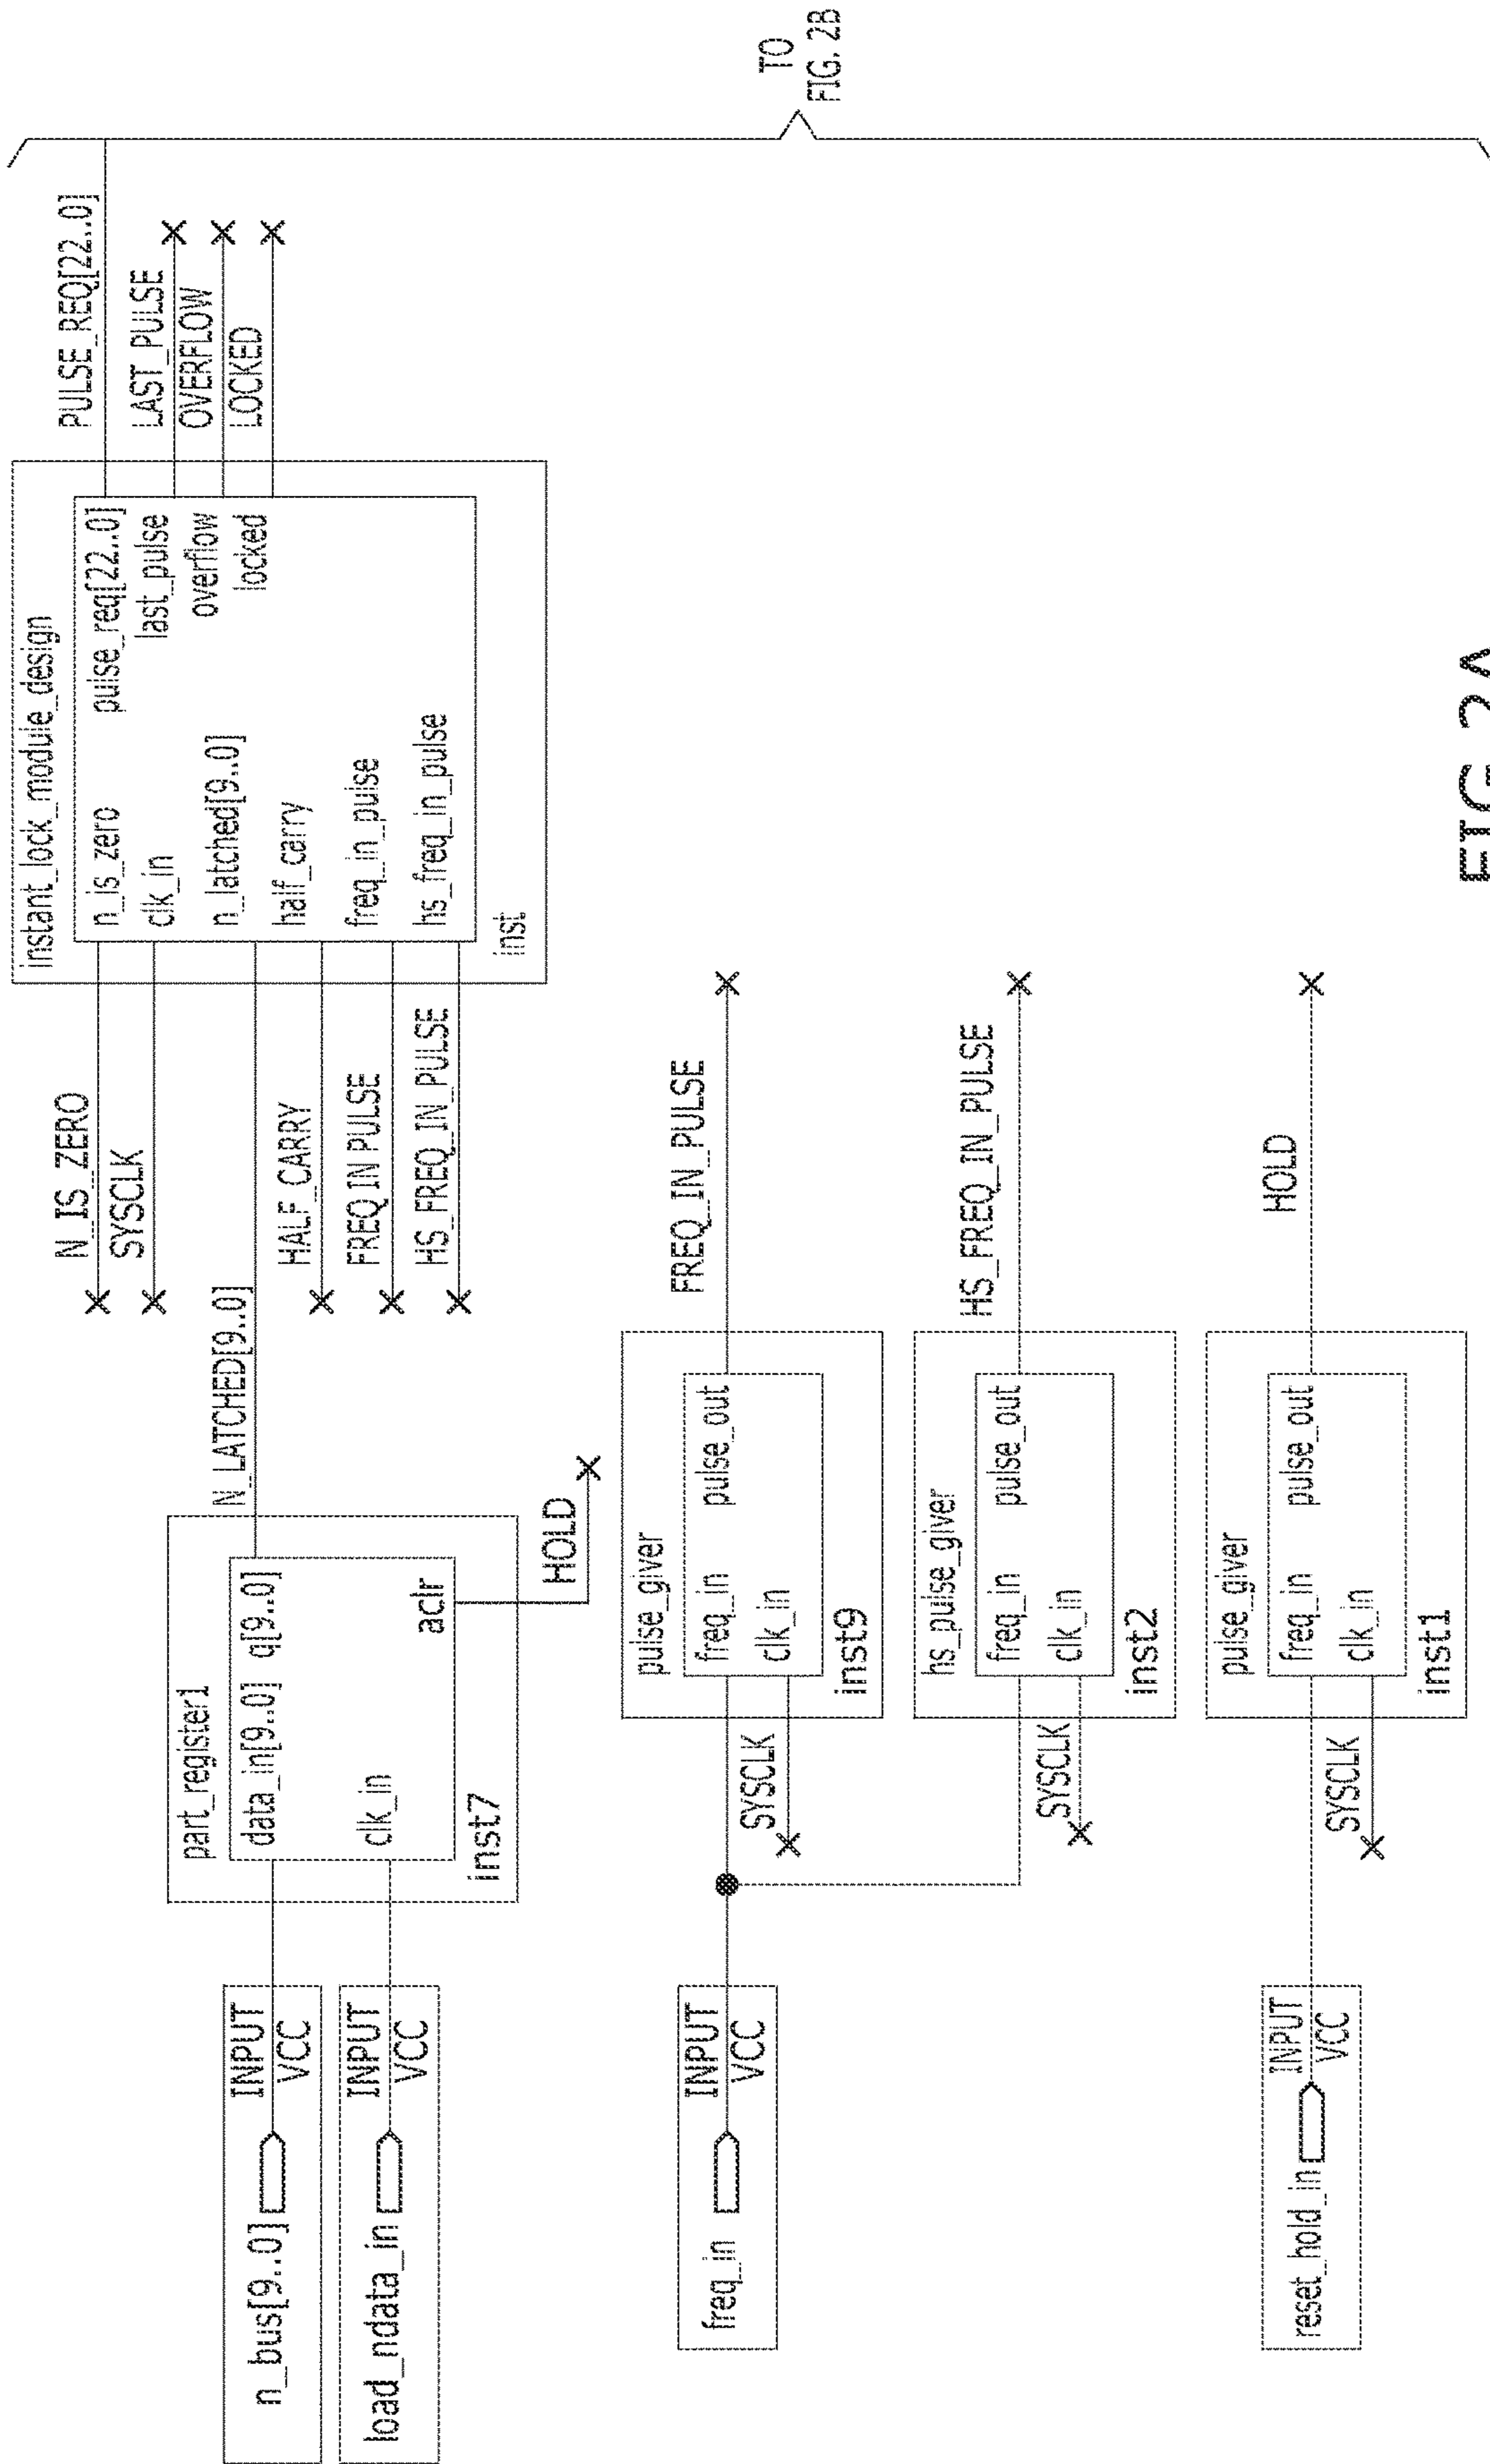 n_bus[9..0]
INPUT
VCC
load_ndata_in
INPUT
VCC
part_register1
data_in[9..0] q[9..0]
clk_in
aclr
inst7
HOLD
N_LATCHED[9..0]
N_IS_ZERO
SYSCLK
HALF_CARRY
FREQ IN PULSE
HS_FREQ_IN_PULSE
instant_lock_module_design
n_is_zero pulse_req[22..0]
clk_in last_pulse
n_latched[9..0] overflow
half_carry locked
freq_in_pulse
hs_freq_in_pulse
inst
PULSE_REQ[22..0]
LAST_PULSE
OVERFLOW
LOCKED
TO
FIG. 2B
freq_in
INPUT
VCC
SYSCLK
pulse_giver
freq_in pulse_out
clk_in
inst9
FREQ_IN_PULSE
SYSCLK
hs_pulse_giver
freq_in pulse_out
clk_in
inst2
HS_FREQ_IN_PULSE
reset_hold_in
INPUT
VCC
SYSCLK
pulse_giver
freq_in pulse_out
clk_in
inst1
HOLD
FIG. 2A